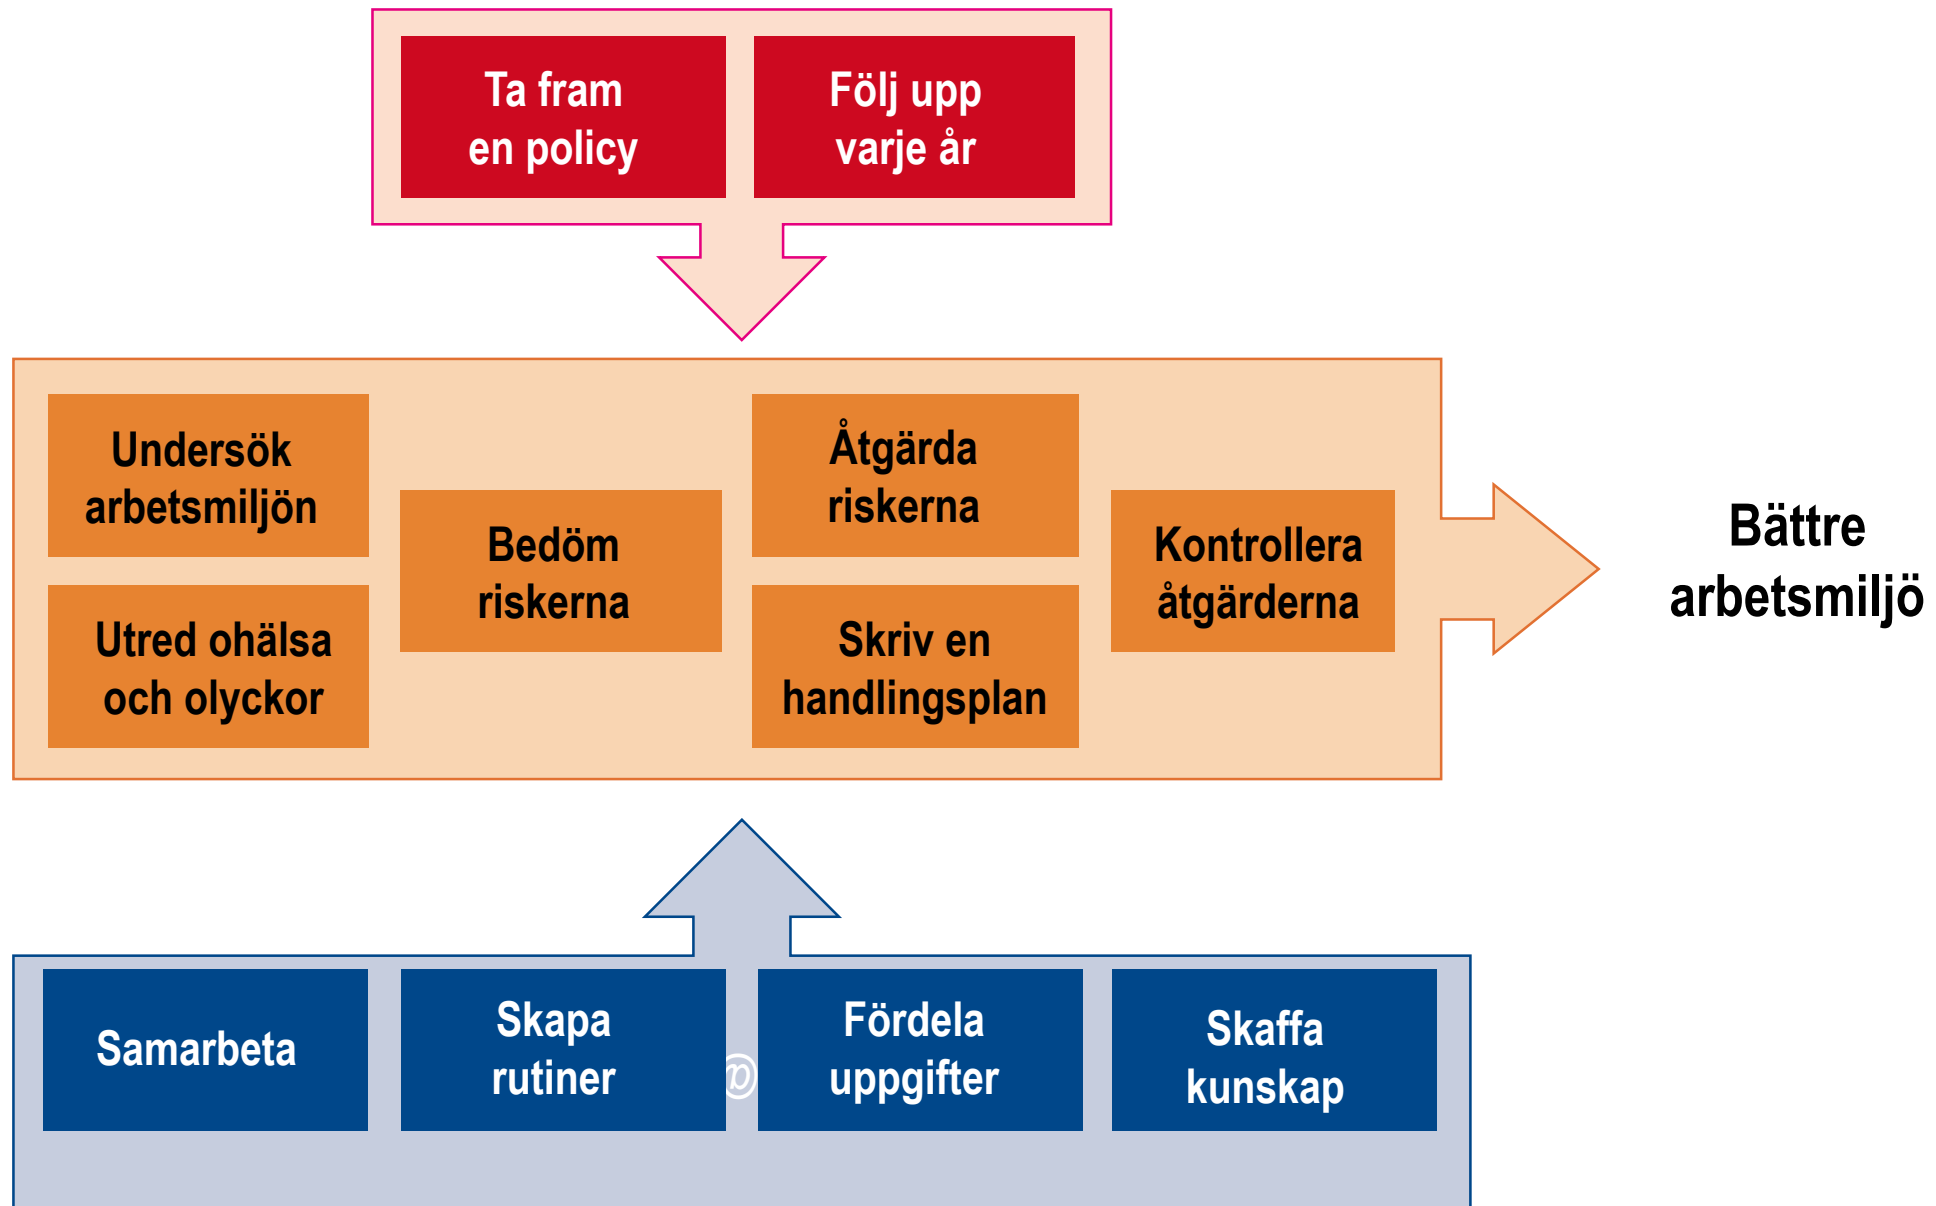 Ta fram
en policy
Följ upp
varje år
Undersök
arbetsmiljön
Utred ohälsa
och olyckor
Bedöm
riskerna
Åtgärda
riskerna
Skriv en
handlingsplan
Kontrollera
åtgärderna
Bättre
arbetsmiljö
Samarbeta
Skapa
rutiner
Fördela
uppgifter
Skaffa
kunskap